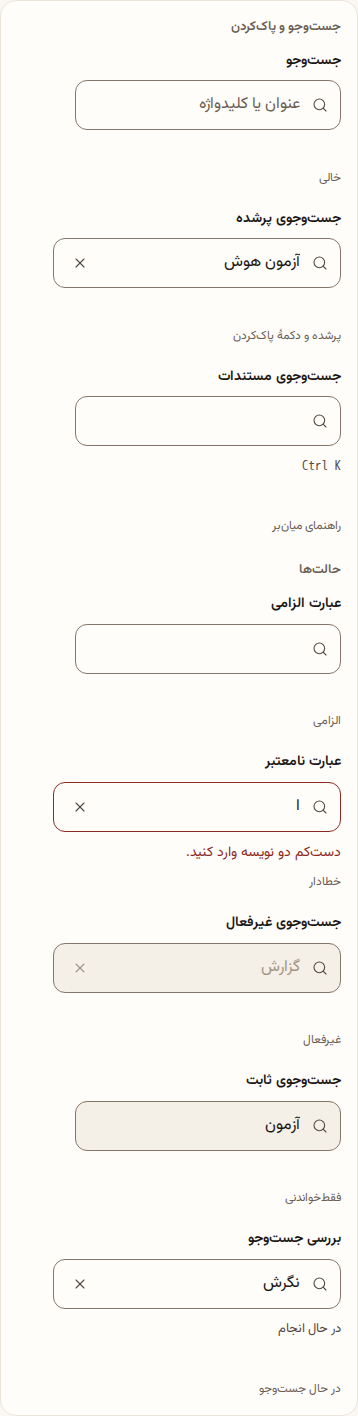 جست‌وجو و پاک‌کردن
جست‌وجو
عنوان یا کلیدواژه
خالی
جست‌وجوی پرشده
آزمون هوش
پرشده و دکمهٔ پاک‌کردن
جست‌وجوی مستندات
Ctrl K
راهنمای میان‌بر
حالت‌ها
عبارت الزامی
الزامی
عبارت نامعتبر
ا
دست‌کم دو نویسه وارد کنید.
خطادار
جست‌وجوی غیرفعال
گزارش
غیرفعال
جست‌وجوی ثابت
آزمون
فقط‌خواندنی
بررسی جست‌وجو
نگرش
در حال انجام
در حال جست‌وجو